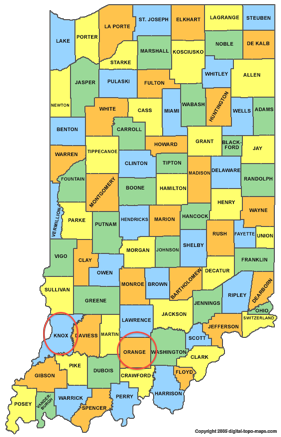 LAKE
PORTER
LA PORTE
ST. JOSEPH
ELKHART
LAGRANGE
STEUBEN
NOBLE
DE KALB
MARSHALL
KOSCIUSKO
STARKE
JASPER
PULASKI
FULTON
WHITLEY
ALLEN
NEWTON
WHITE
CASS
MIAMI
WABASH
HUNTINGTON
WELLS
ADAMS
BENTON
CARROLL
HOWARD
GRANT
BLACK-
FORD
JAY
WARREN
TIPPECANOE
CLINTON
TIPTON
MADISON
DELAWARE
RANDOLPH
FOUNTAIN
MONTGOMERY
BOONE
HAMILTON
HENRY
WAYNE
VERMILLION
PARKE
PUTNAM
HENDRICKS
MARION
HANCOCK
RUSH
FAYETTE
UNION
VIGO
CLAY
MORGAN
JOHNSON
SHELBY
FRANKLIN
OWEN
DECATUR
SULLIVAN
GREENE
MONROE
BROWN
BARTHOLOMEW
RIPLEY
DEARBORN
JENNINGS
OHIO
LAWRENCE
JACKSON
SWITZERLAND
KNOX
DAVIESS
MARTIN
ORANGE
WASHINGTON
SCOTT
JEFFERSON
CLARK
GIBSON
PIKE
DUBOIS
CRAWFORD
FLOYD
HARRISON
POSEY
WARRICK
SPENCER
PERRY
Copyright 2005 digital-topo-maps.com